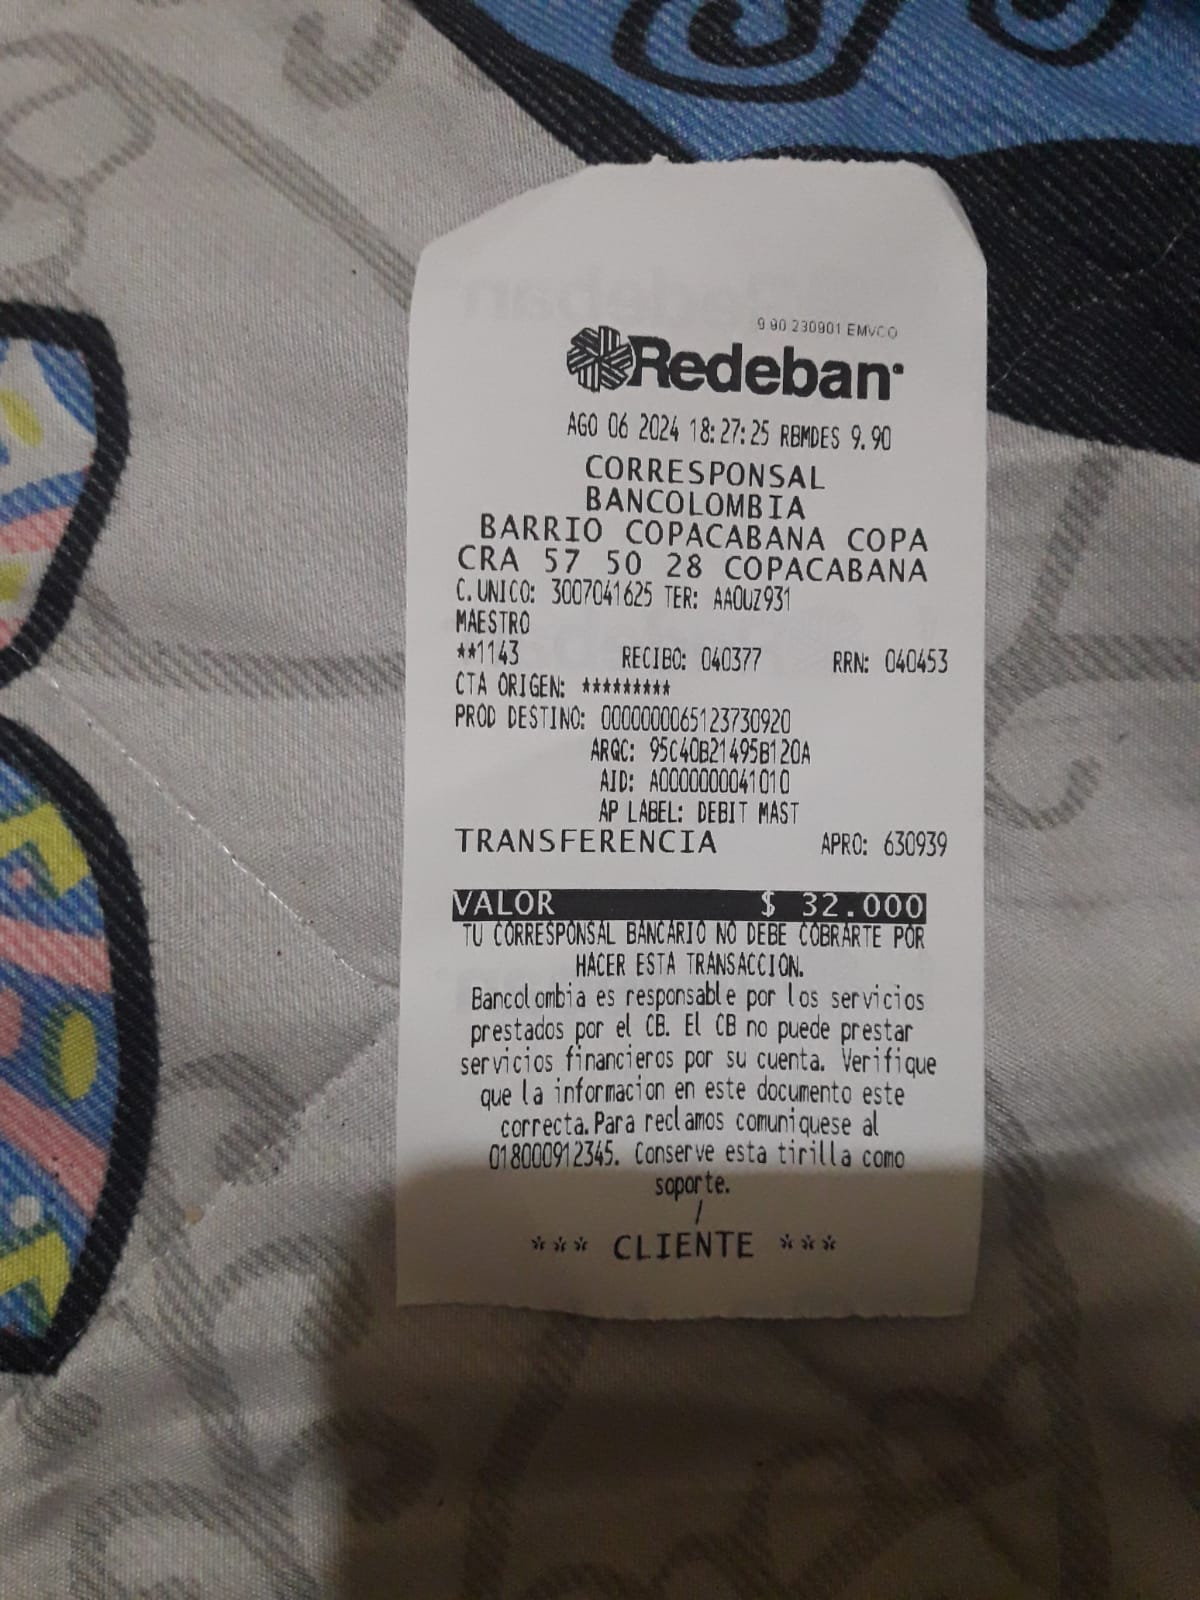 9 90 230901 EMVCO
Redeban
AGO 06 2024 18:27:25 RBMDES 9.90
CORRESPONSAL
BANCOLOMBIA
BARRIO COPACABANA COPA
CRA 57 50 28 COPACABANA
C.UNICO: 3007041625 TER: AAOUZ931
MAESTRO
**1143 RECIBO: 040377 RRN: 040453
CTA ORIGEN: *********
PROD DESTINO: 0000000065123730920
ARQC: 95C40B21495B120A
AID: A0000000041010
AP LABEL: DEBIT MAST
TRANSFERENCIA APRO: 630939
VALOR $ 32.000
TU CORRESPONSAL BANCARIO NO DEBE COBRARTE POR
HACER ESTA TRANSACCION.
Bancolombia es responsable por los servicios
prestados por el CB. El CB no puede prestar
servicios financieros por su cuenta. Verifique
que la informacion en este documento este
correcta.Para reclamos comuniquese al
018000912345. Conserve esta tirilla como
soporte.
/
*** CLIENTE ***